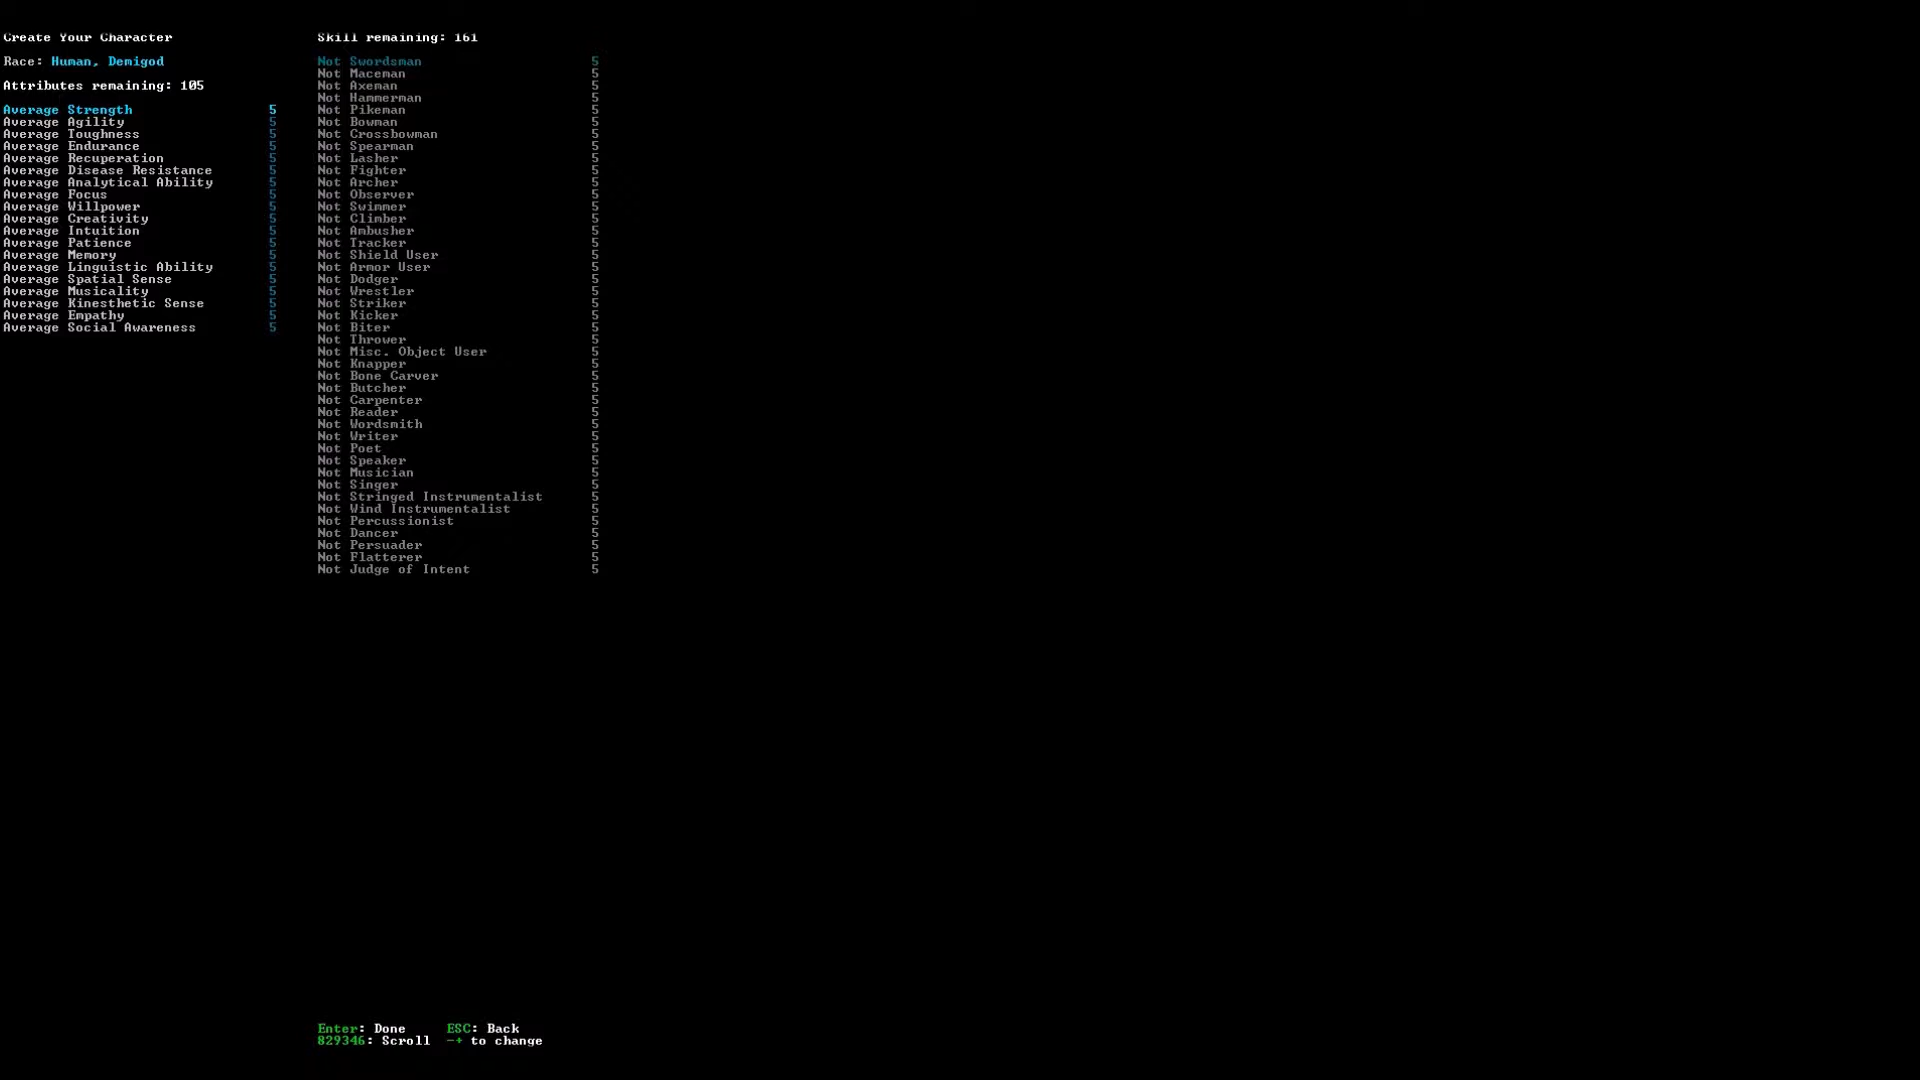 Create Your Character
Race: Human, Demigod
Attributes remaining: 105
Average Strength 5
Average Agility 5
Average Toughness 5
Average Endurance 5
Average Recuperation 5
Average Disease Resistance 5
Average Analytical Ability 5
Average Focus 5
Average Willpower 5
Average Creativity 5
Average Intuition 5
Average Patience 5
Average Memory 5
Average Linguistic Ability 5
Average Spatial Sense 5
Average Musicality 5
Average Kinesthetic Sense 5
Average Empathy 5
Average Social Awareness 5
Skill remaining: 161
Not Swordsman 5
Not Maceman 5
Not Axeman 5
Not Hammerman 5
Not Pikeman 5
Not Bowman 5
Not Crossbowman 5
Not Spearman 5
Not Lasher 5
Not Fighter 5
Not Archer 5
Not Observer 5
Not Swimmer 5
Not Climber 5
Not Ambusher 5
Not Tracker 5
Not Shield User 5
Not Armor User 5
Not Dodger 5
Not Wrestler 5
Not Striker 5
Not Kicker 5
Not Biter 5
Not Thrower 5
Not Misc. Object User 5
Not Knapper 5
Not Bone Carver 5
Not Butcher 5
Not Carpenter 5
Not Reader 5
Not Wordsmith 5
Not Writer 5
Not Poet 5
Not Speaker 5
Not Musician 5
Not Singer 5
Not Stringed Instrumentalist 5
Not Wind Instrumentalist 5
Not Percussionist 5
Not Dancer 5
Not Persuader 5
Not Flatterer 5
Not Judge of Intent 5
Enter: Done ESC: Back
829346: Scroll -+ to change